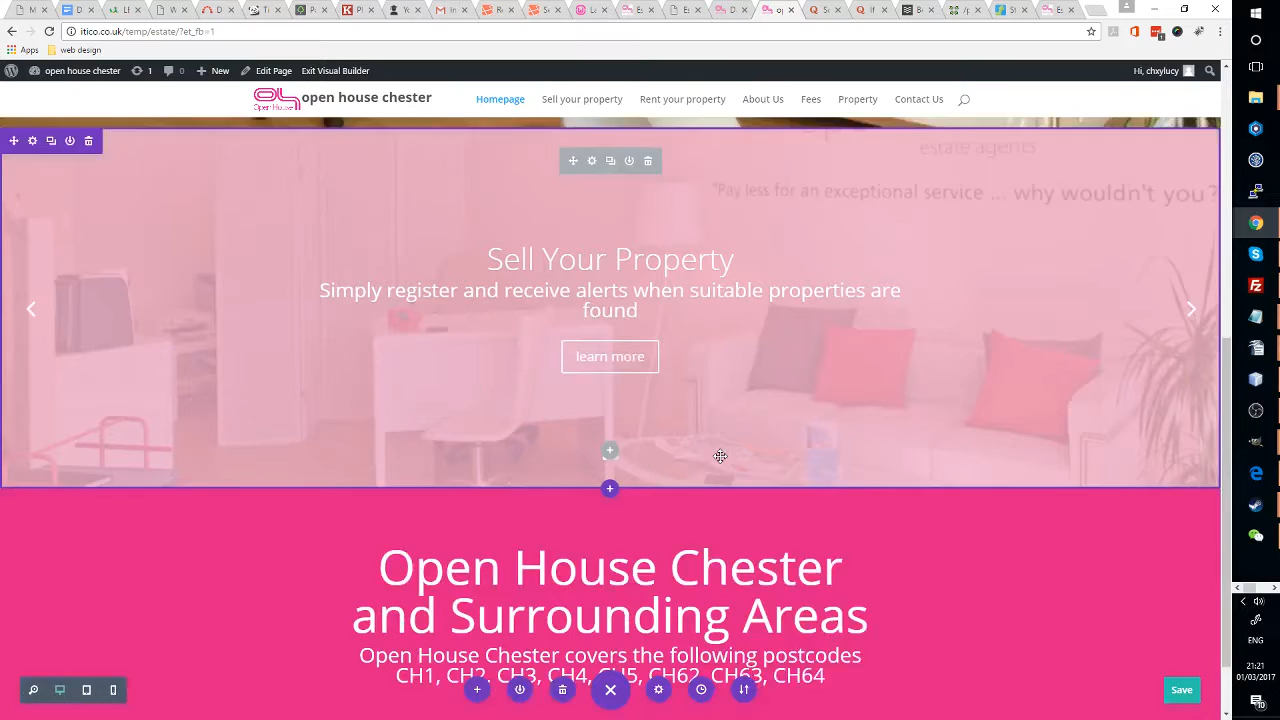 itico.co.uk/temp/estate/?et_fb=1
Apps
web design
open house chester
1
0
New
Edit Page
Exit Visual Builder
Hi, chxylucy
Open House
open house chester
Homepage
Sell your property
Rent your property
About Us
Fees
Property
Contact Us
estate agents
"Pay less for an exceptional service ... why wouldn't you?
Sell Your Property
Simply register and receive alerts when suitable properties are
found
learn more
Open House Chester
and Surrounding Areas
Open House Chester covers the following postcodes
CH1, CH2, CH3, CH4, CH5, CH62, CH63, CH64
Save
ENG
21:21
01/03/2017